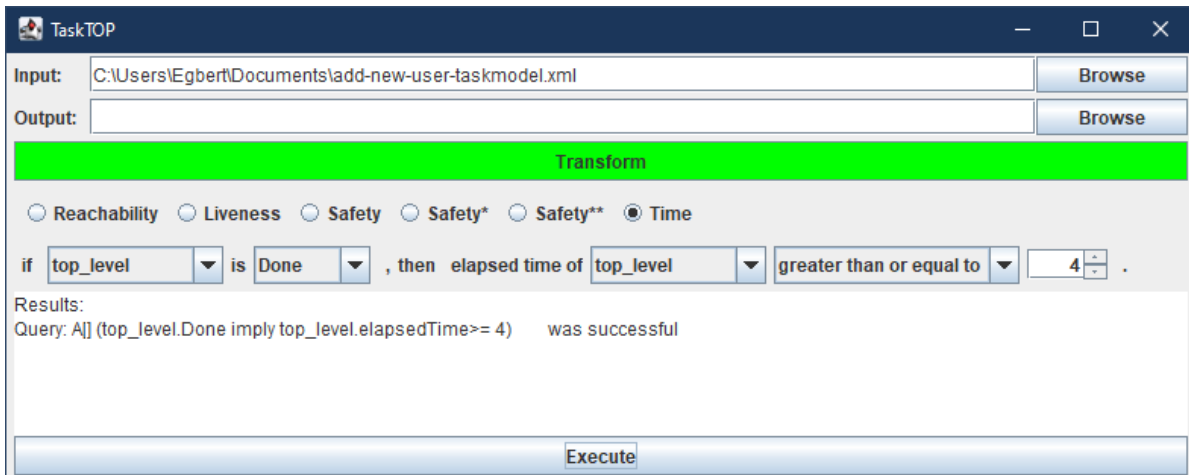 TaskTOP
Input: C:\Users\Egbert\Documents\add-new-user-taskmodel.xml Browse
Output: Browse
Transform
Reachability Liveness Safety Safety* Safety** Time
if top_level is Done , then elapsed time of top_level greater than or equal to 4 .
Results:
Query: A[] (top_level.Done imply top_level.elapsedTime>= 4) was successful
Execute